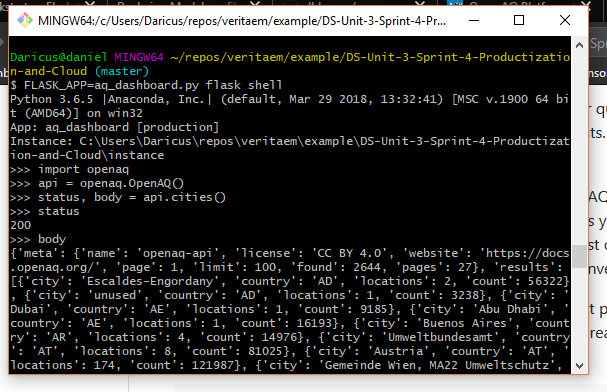 MINGW64:/c/Users/Daricus/repos/veritaem/example/DS-Unit-3-Sprint-4-Pr...
Daricus@daniel MINGW64 ~/repos/veritaem/example/DS-Unit-3-Sprint-4-Productizatio
n-and-Cloud (master)
$ FLASK_APP=aq_dashboard.py flask shell
Python 3.6.5 |Anaconda, Inc.| (default, Mar 29 2018, 13:32:41) [MSC v.1900 64 bi
t (AMD64)] on win32
App: aq_dashboard [production]
Instance: C:\Users\Daricus\repos\veritaem\example\DS-Unit-3-Sprint-4-Productizat
ion-and-Cloud\instance
>>> import openaq
>>> api = openaq.OpenAQ()
>>> status, body = api.cities()
>>> status
200
>>> body
{'meta': {'name': 'openaq-api', 'license': 'CC BY 4.0', 'website': 'https://docs
.openaq.org/', 'page': 1, 'limit': 100, 'found': 2644, 'pages': 27}, 'results':
[{'city': 'Escaldes-Engordany', 'country': 'AD', 'locations': 2, 'count': 56322}
, {'city': 'unused', 'country': 'AD', 'locations': 1, 'count': 3238}, {'city': '
Dubai', 'country': 'AE', 'locations': 1, 'count': 9185}, {'city': 'Abu Dhabi', '
country': 'AE', 'locations': 1, 'count': 16193}, {'city': 'Buenos Aires', 'count
ry': 'AR', 'locations': 4, 'count': 14976}, {'city': 'Umweltbundesamt', 'country
': 'AT', 'locations': 8, 'count': 81025}, {'city': 'Austria', 'country': 'AT', '
locations': 174, 'count': 121987}, {'city': 'Gemeinde Wien, MA22 Umweltschutz',